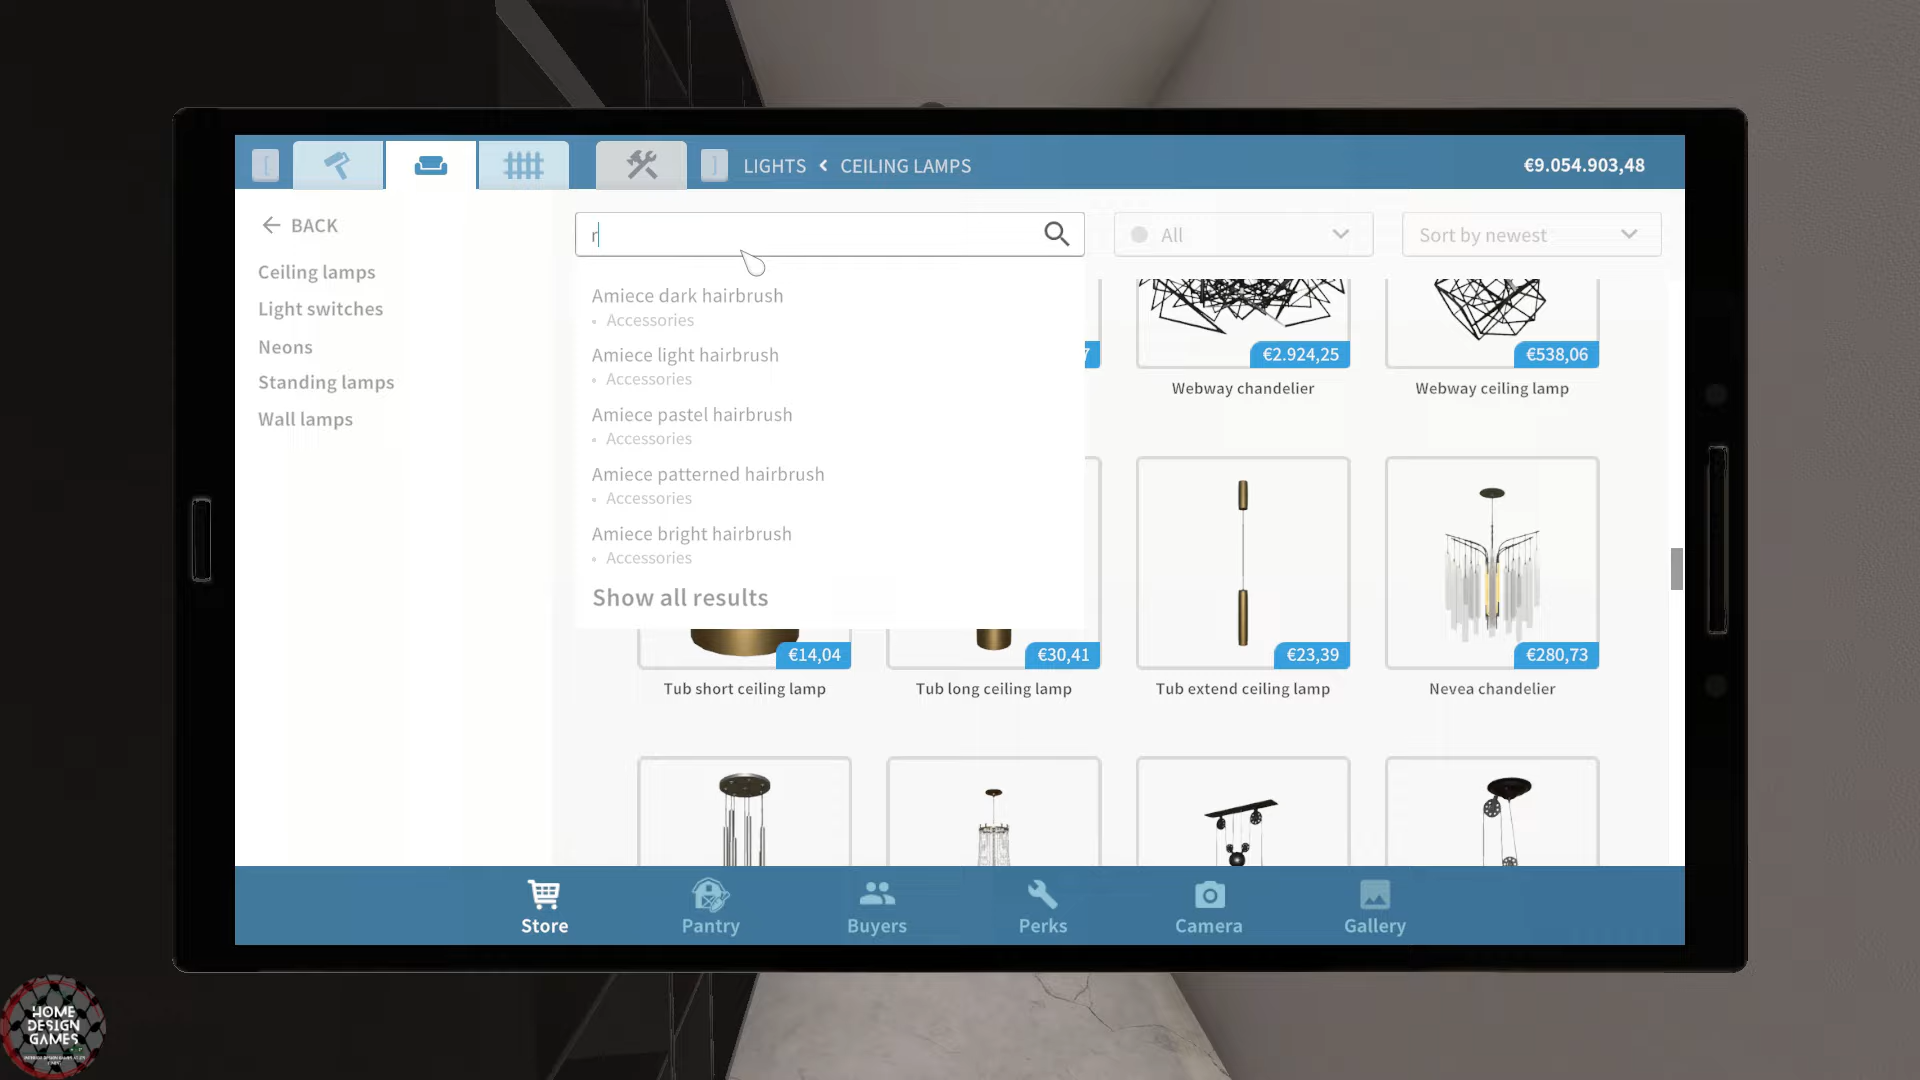 [
]
LIGHTS < CEILING LAMPS
€9.054.903,48
BACK
Ceiling lamps
Light switches
Neons
Standing lamps
Wall lamps
r
All
Sort by newest
Amiece dark hairbrush
• Accessories
Amiece light hairbrush
• Accessories
Amiece pastel hairbrush
• Accessories
Amiece patterned hairbrush
• Accessories
Amiece bright hairbrush
• Accessories
Show all results
7
€2.924,25
€538,06
Webway chandelier
Webway ceiling lamp
€14,04
€30,41
€23,39
€280,73
Tub short ceiling lamp
Tub long ceiling lamp
Tub extend ceiling lamp
Nevea chandelier
Store
Pantry
Buyers
Perks
Camera
Gallery
HOME
DESIGN
GAMES